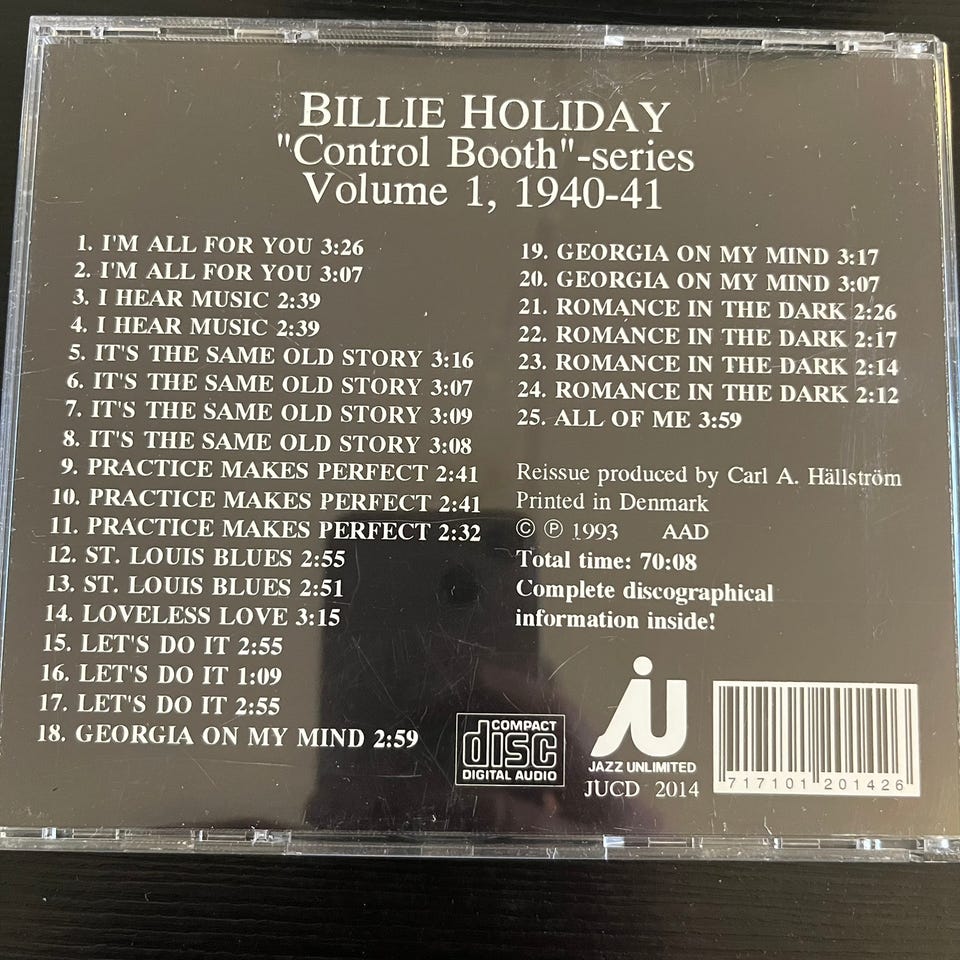 BILLIE HOLIDAY
"Control Booth"-series
Volume 1, 1940-41
1. I'M ALL FOR YOU 3:26
2. I'M ALL FOR YOU 3:07
3. I HEAR MUSIC 2:39
4. I HEAR MUSIC 2:39
5. IT'S THE SAME OLD STORY 3:16
6. IT'S THE SAME OLD STORY 3:07
7. IT'S THE SAME OLD STORY 3:09
8. IT'S THE SAME OLD STORY 3:08
9. PRACTICE MAKES PERFECT 2:41
10. PRACTICE MAKES PERFECT 2:41
11. PRACTICE MAKES PERFECT 2:32
12. ST. LOUIS BLUES 2:55
13. ST. LOUIS BLUES 2:51
14. LOVELESS LOVE 3:15
15. LET'S DO IT 2:55
16. LET'S DO IT 1:09
17. LET'S DO IT 2:55
18. GEORGIA ON MY MIND 2:59
19. GEORGIA ON MY MIND 3:17
20. GEORGIA ON MY MIND 3:07
21. ROMANCE IN THE DARK 2:26
22. ROMANCE IN THE DARK 2:17
23. ROMANCE IN THE DARK 2:14
24. ROMANCE IN THE DARK 2:12
25. ALL OF ME 3:59
Reissue produced by Carl A. Hällström
Printed in Denmark
© ℗ 1993 AAD
Total time: 70:08
Complete discographical
information inside!
COMPACT
disc
DIGITAL AUDIO
JU
JAZZ UNLIMITED
JUCD 2014
7 17101 20142 6